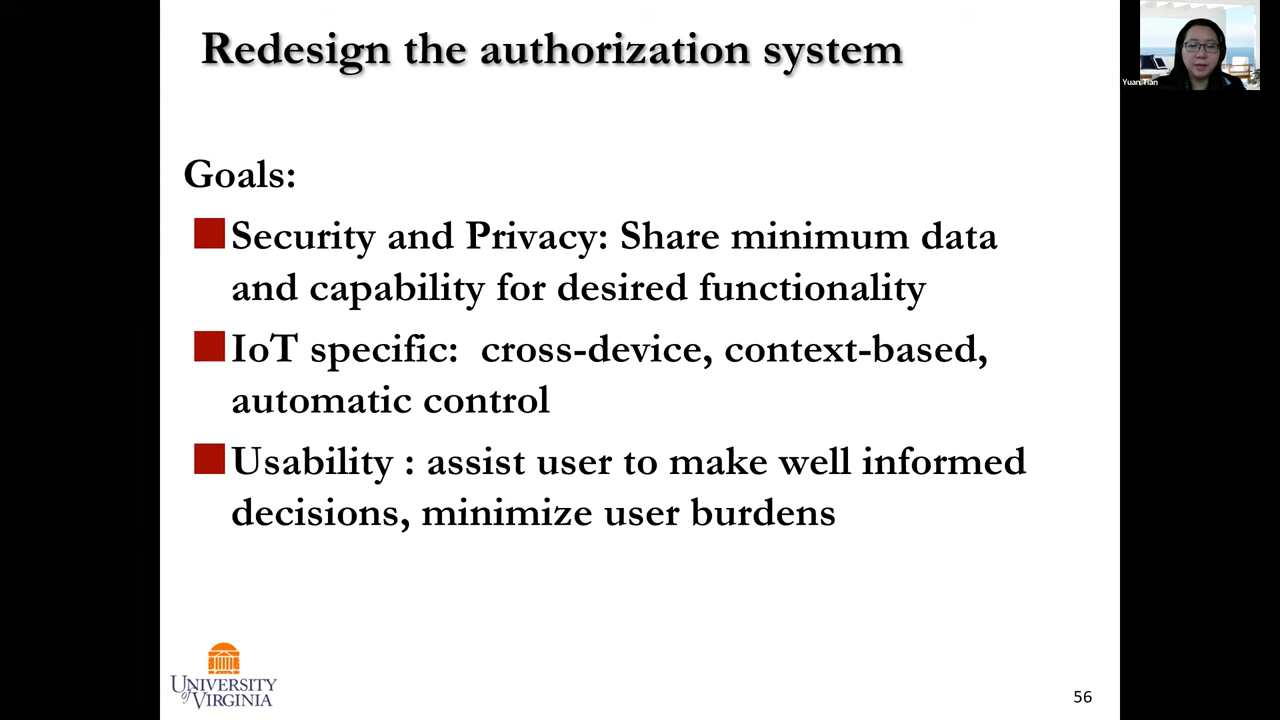 Redesign the authorization system
Yuan Tian
Goals:
Security and Privacy: Share minimum data
and capability for desired functionality
IoT specific:  cross-device, context-based,
automatic control
Usability : assist user to make well informed
decisions, minimize user burdens
UNIVERSITY
of VIRGINIA
56